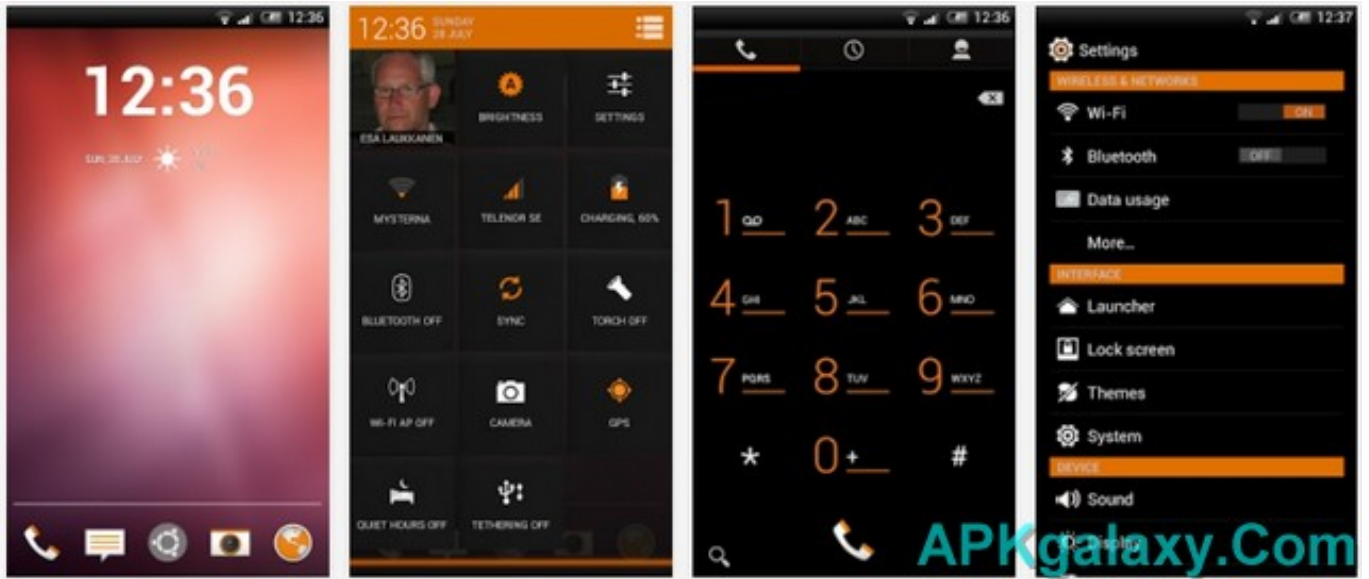 12:36
12:36
SUN, 28 JULY
12:36 SUNDAY
28 JULY
ESA LAUKKANEN
BRIGHTNESS
SETTINGS
MYSTERNA
TELENOR SE
CHARGING, 60%
BLUETOOTH OFF
SYNC
TORCH OFF
WI-FI AP OFF
CAMERA
GPS
QUIET HOURS OFF
TETHERING OFF
12:36
1
2 ABC
3 DEF
4 GHI
5 JKL
6 MNO
7 PQRS
8 TUV
9 WXYZ
*
0 +
#
12:37
Settings
WIRELESS & NETWORKS
Wi-Fi ON
Bluetooth OFF
Data usage
More...
INTERFACE
Launcher
Lock screen
Themes
System
DEVICE
Sound
Display
APKgalaxy.Com